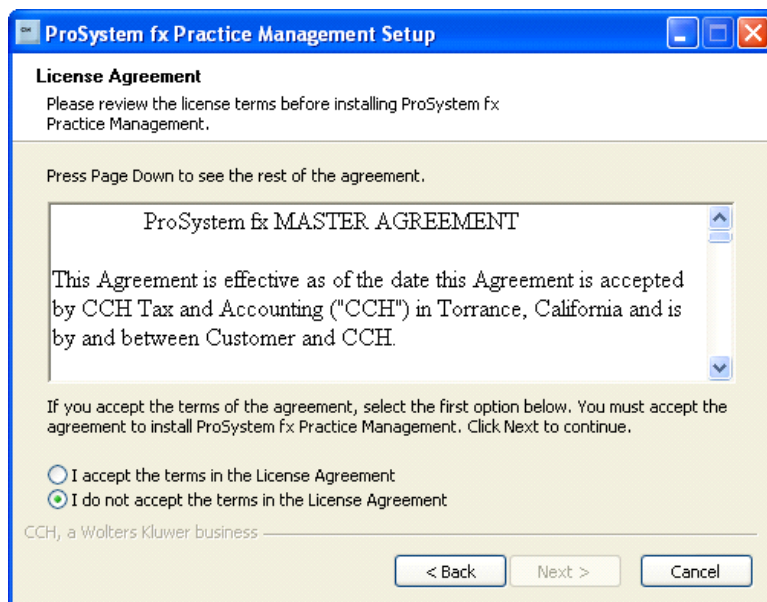 ProSystem fx Practice Management Setup
License Agreement
Please review the license terms before installing ProSystem fx
Practice Management.
Press Page Down to see the rest of the agreement.
ProSystem fx MASTER AGREEMENT
This Agreement is effective as of the date this Agreement is accepted
by CCH Tax and Accounting ("CCH") in Torrance, California and is
by and between Customer and CCH.
If you accept the terms of the agreement, select the first option below. You must accept the
agreement to install ProSystem fx Practice Management. Click Next to continue.
I accept the terms in the License Agreement
I do not accept the terms in the License Agreement
CCH, a Wolters Kluwer business
< Back Next > Cancel